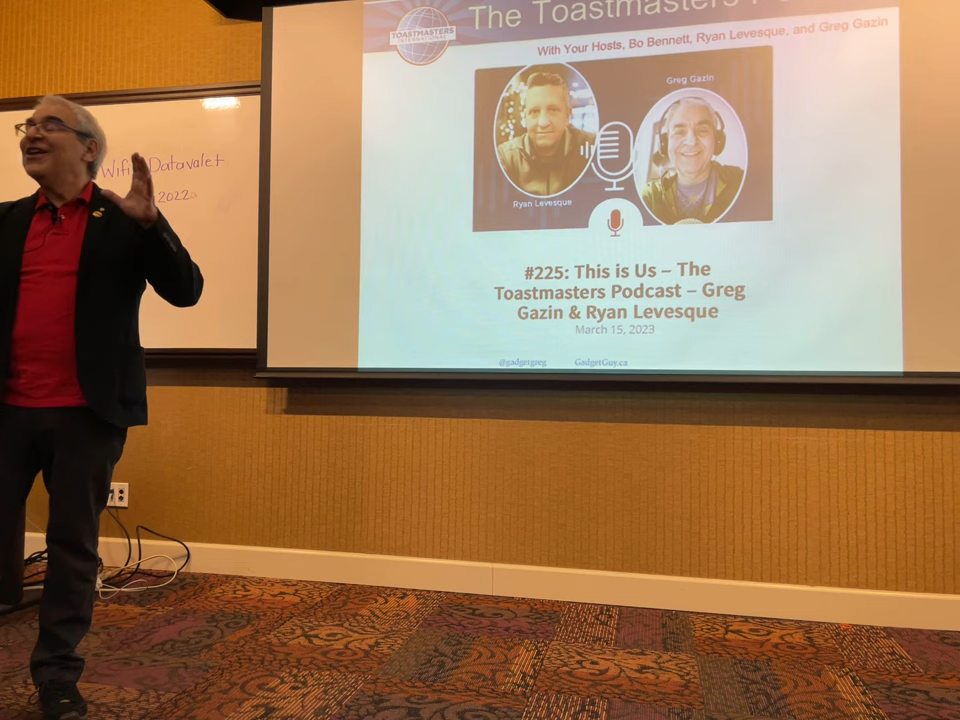 The Toastmasters
TOASTMASTERS
INTERNATIONAL
With Your Hosts, Bo Bennett, Ryan Levesque, and Greg Gazin
Greg Gazin
Ryan Levesque
#225: This is Us – The
Toastmasters Podcast – Greg
Gazin & Ryan Levesque
March 15, 2023
@gadgetgreg GadgetGuy.ca
Wifi Datavalet
2022